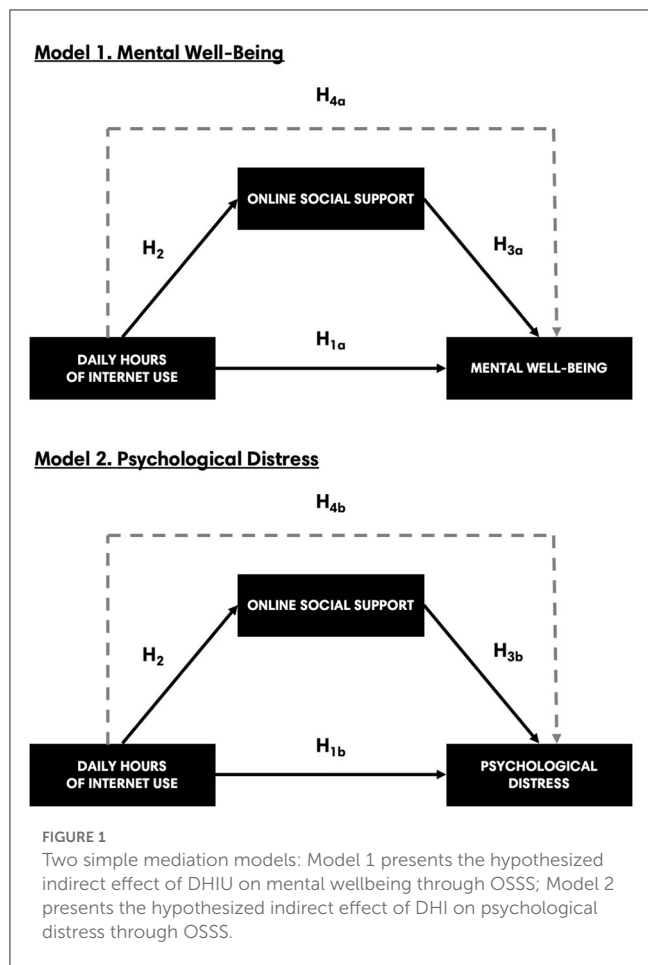 Model 1. Mental Well-Being
H4a
ONLINE SOCIAL SUPPORT
H2
H3a
H1a
DAILY HOURS
OF INTERNET USE
MENTAL WELL-BEING
Model 2. Psychological Distress
H4b
ONLINE SOCIAL SUPPORT
H2
H3b
H1b
DAILY HOURS
OF INTERNET USE
PSYCHOLOGICAL
DISTRESS
FIGURE 1
Two simple mediation models: Model 1 presents the hypothesized
indirect effect of DHIU on mental wellbeing through OSSS; Model 2
presents the hypothesized indirect effect of DHI on psychological
distress through OSSS.